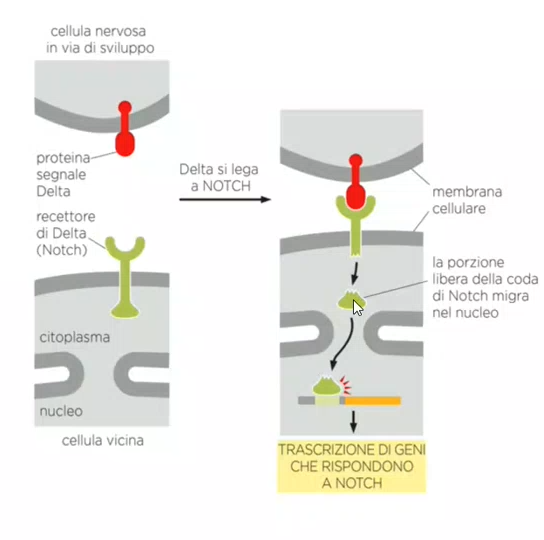 cellula nervosa
in via di sviluppo
proteina
segnale
Delta
recettore
di Delta
(Notch)
citoplasma
nucleo
cellula vicina
Delta si lega
a NOTCH
membrana
cellulare
la porzione
libera della coda
di Notch migra
nel nucleo
TRASCRIZIONE DI GENI
CHE RISPONDONO
A NOTCH